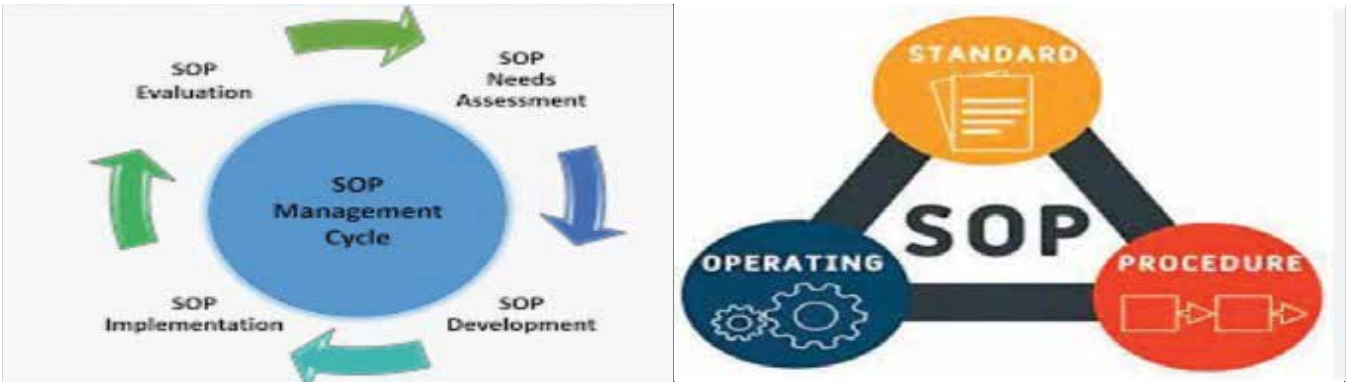 SOP
Evaluation
SOP
Needs
Assessment
SOP
Management
Cycle
SOP
Implementation
SOP
Development
STANDARD
SOP
OPERATING
PROCEDURE